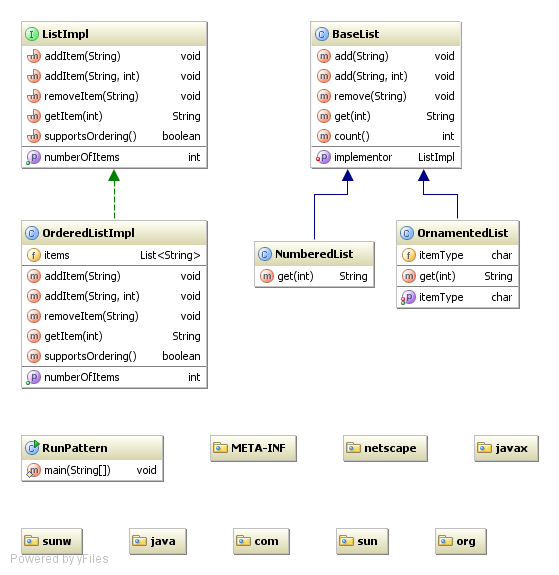 I ListImpl
m addItem(String) void
m addItem(String, int) void
m removeItem(String) void
m getItem(int) String
m supportsOrdering() boolean
p numberOfItems int
C BaseList
m add(String) void
m add(String, int) void
m remove(String) void
m get(int) String
m count() int
p implementor ListImpl
C OrderedListImpl
f items List<String>
m addItem(String) void
m addItem(String, int) void
m removeItem(String) void
m getItem(int) String
m supportsOrdering() boolean
p numberOfItems int
C NumberedList
m get(int) String
C OrnamentedList
f itemType char
m get(int) String
p itemType char
C RunPattern
m main(String[]) void
META-INF
netscape
javax
sunw
java
com
sun
org
Powered by yFiles